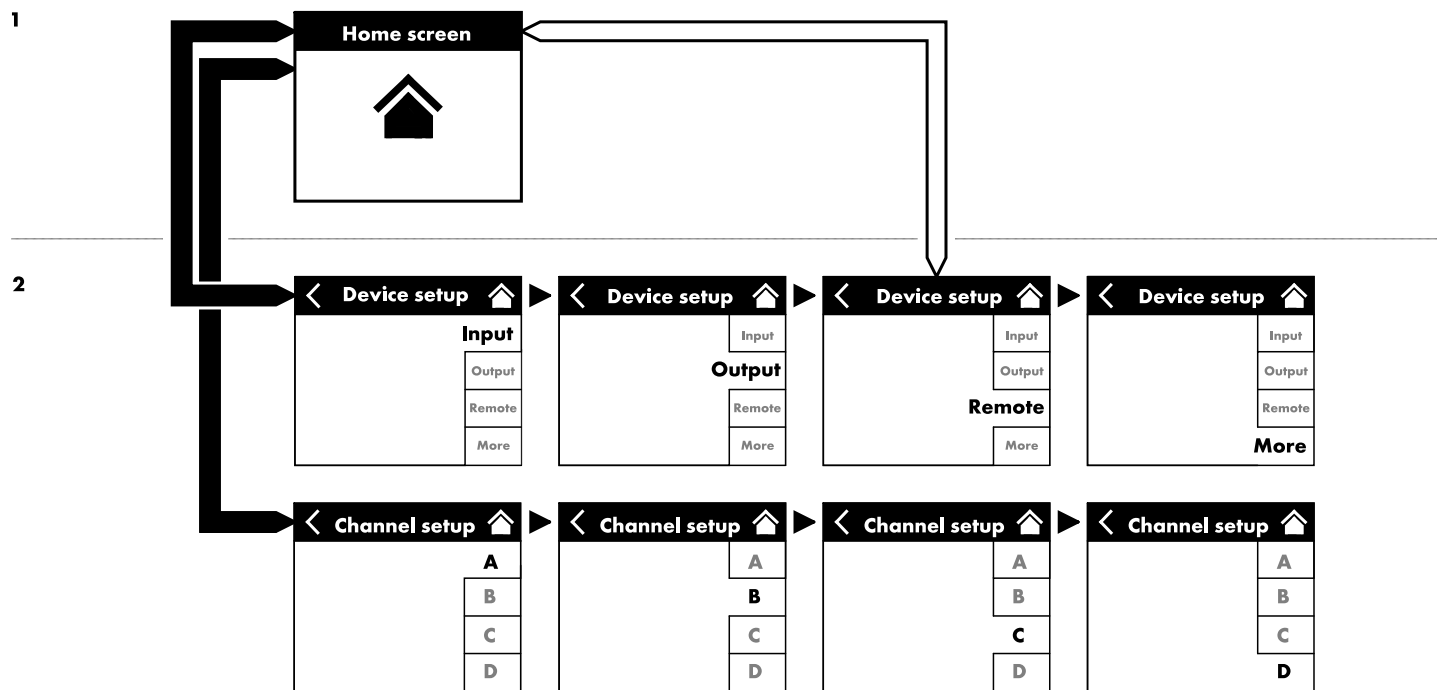 1
Home screen
2
Device setup
Input
Output
Remote
More
Device setup
Input
Output
Remote
More
Device setup
Input
Output
Remote
More
Device setup
Input
Output
Remote
More
Channel setup
A
B
C
D
Channel setup
A
B
C
D
Channel setup
A
B
C
D
Channel setup
A
B
C
D